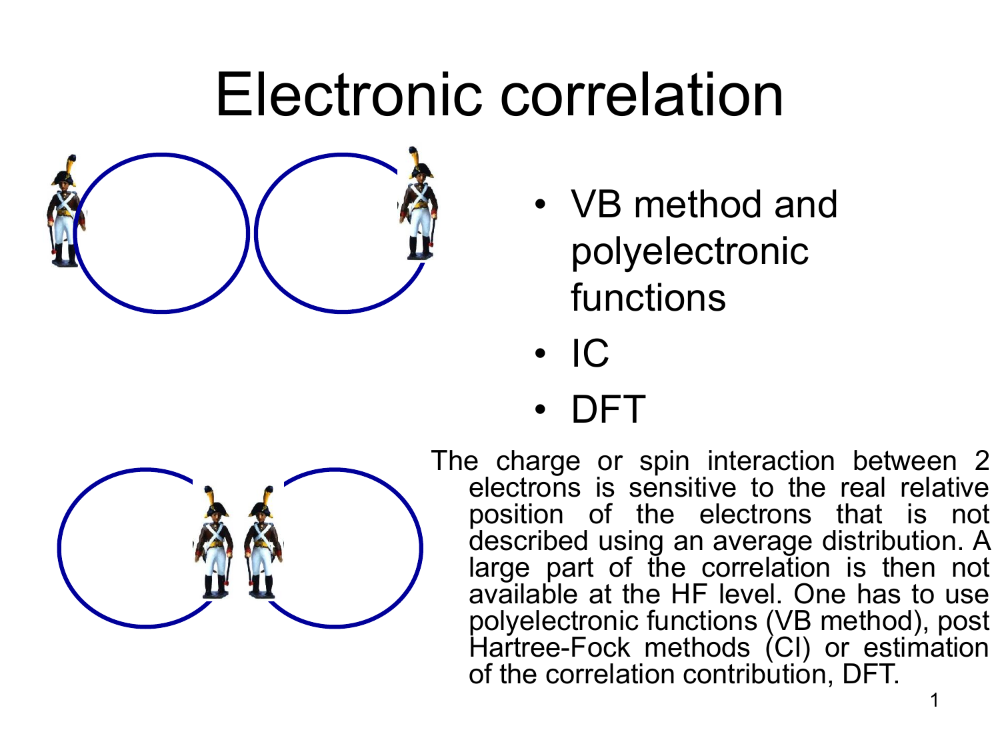 Electronic correlation
• VB method and
polyelectronic
functions
• IC
• DFT
The charge or spin interaction between 2
electrons is sensitive to the real relative
position of the electrons that is not
described using an average distribution. A
large part of the correlation is then not
available at the HF level. One has to use
polyelectronic functions (VB method), post
Hartree-Fock methods (CI) or estimation
of the correlation contribution, DFT.
1